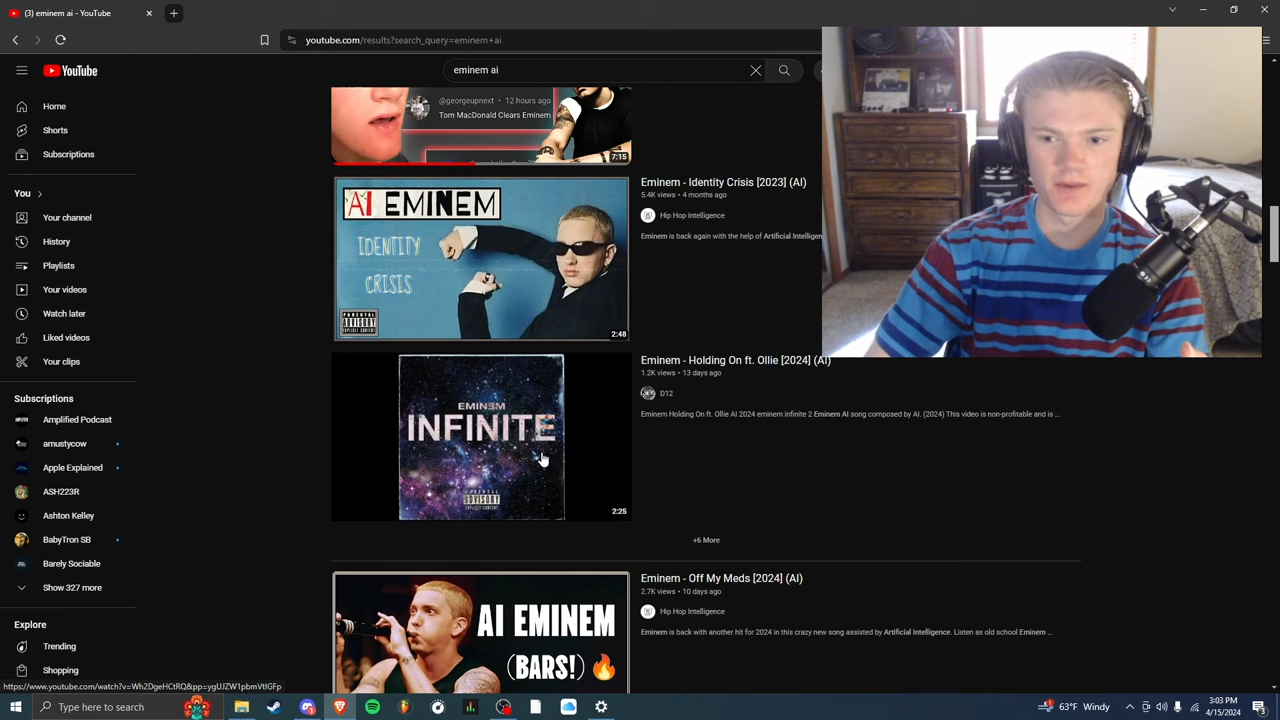 (3) eminem ai - YouTube
youtube.com/results?search_query=eminem+ai
YouTube
eminem ai
Home
Shorts
Subscriptions
You
Your channel
History
Playlists
Your videos
Watch later
Liked videos
Your clips
Subscriptions
Amplified Podcast
amustycow
Apple Explained
ASH223R
Ashton Kelley
BabyTron SB
Barely Sociable
Show 327 more
Explore
Trending
Shopping
@georgeupnext • 12 hours ago
Tom MacDonald Clears Eminem
7:15
AI EMINEM
IDENTITY
CRISIS
PARENTAL
ADVISORY
EXPLICIT CONTENT
2:48
Eminem - Identity Crisis [2023] (AI)
5.4K views • 4 months ago
Hip Hop Intelligence
Eminem is back again with the help of Artificial Intelligen
EMINƎM
INFINITE
PARENTAL
ADVISORY
EXPLICIT CONTENT
2:25
Eminem - Holding On ft. Ollie [2024] (AI)
1.2K views • 13 days ago
D12
Eminem Holding On ft. Ollie AI 2024 eminem infinite 2 Eminem AI song composed by AI. (2024) This video is non-profitable and is ...
+6 More
AI EMINEM
(BARS!)
Eminem - Off My Meds [2024] (AI)
2.7K views • 10 days ago
Hip Hop Intelligence
Eminem is back with another hit for 2024 in this crazy new song assisted by Artificial Intelligence. Listen as old school Eminem ...
https://www.youtube.com/watch?v=Wh2DgeHCtRQ&pp=ygUJZW1pbmVtIGFp
Type here to search
63°F Windy
3:03 PM
4/15/2024